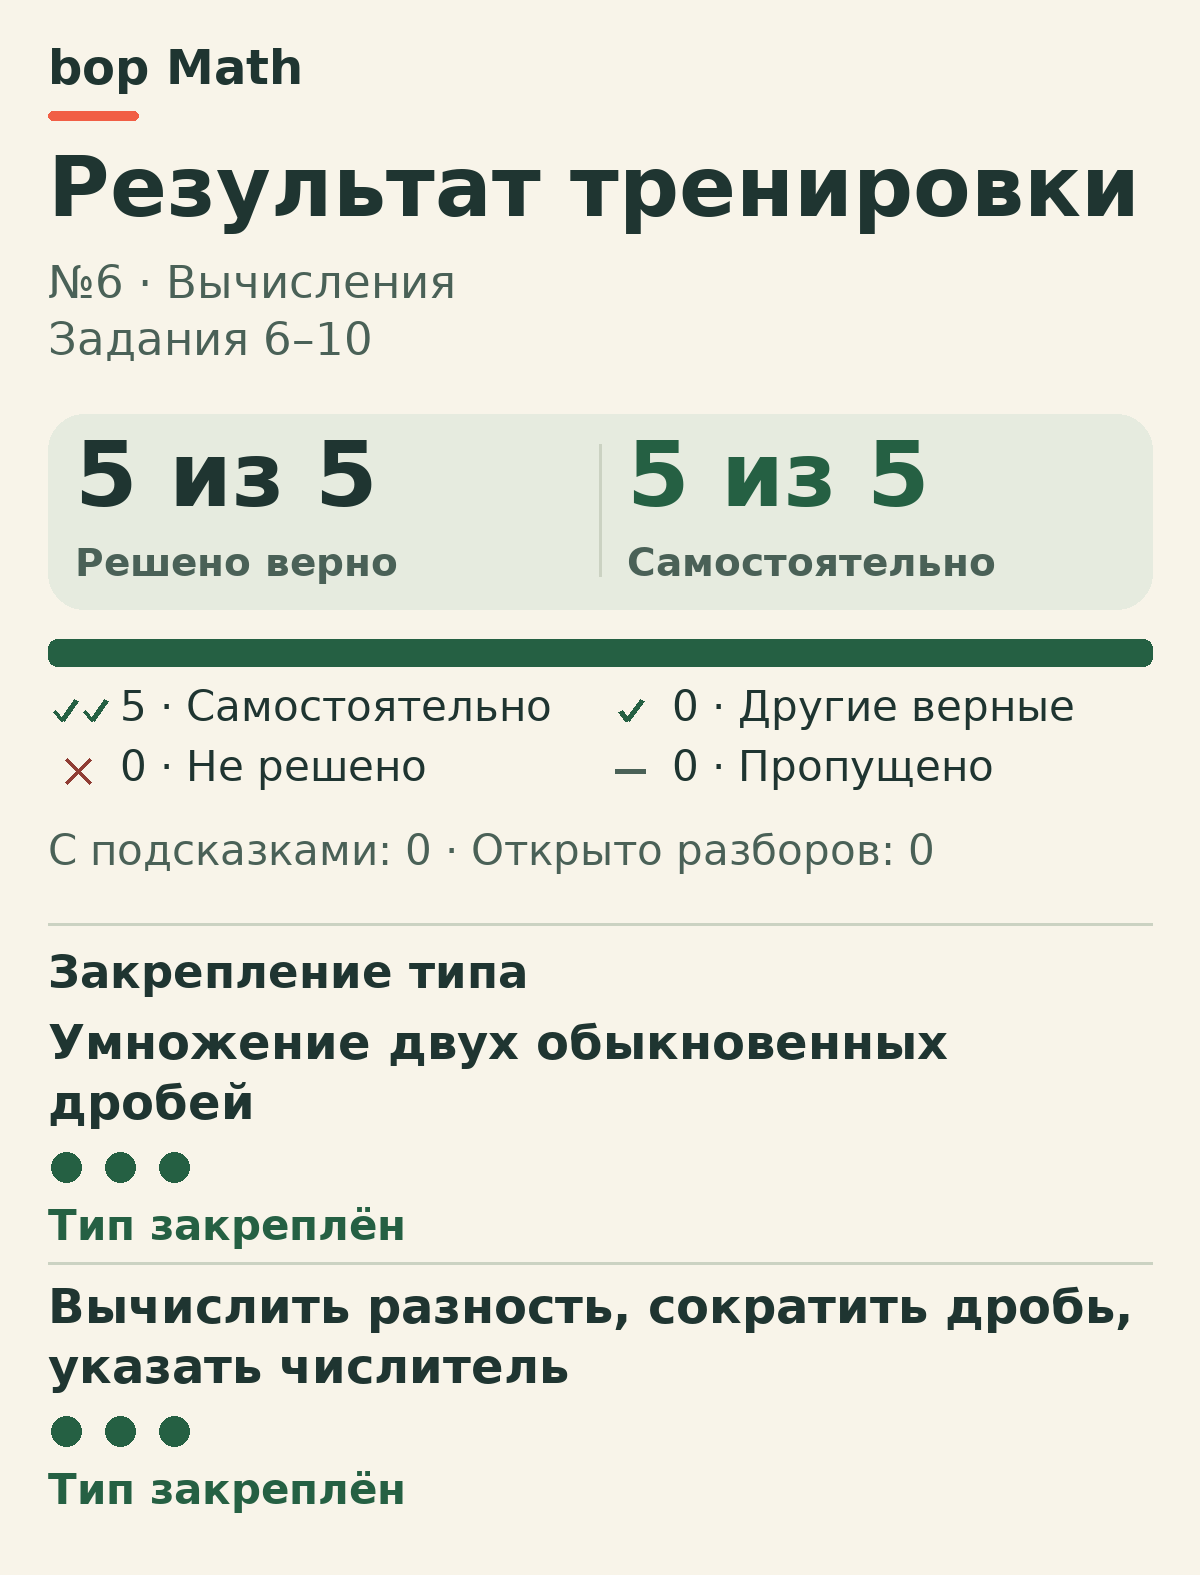 bop Math
Результат тренировки
№6 · Вычисления
Задания 6–10
5 из 5
Решено верно
5 из 5
Самостоятельно
5 · Самостоятельно
0 · Другие верные
0 · Не решено
0 · Пропущено
С подсказками: 0 · Открыто разборов: 0
Закрепление типа
Умножение двух обыкновенных
дробей
Тип закреплён
Вычислить разность, сократить дробь,
указать числитель
Тип закреплён